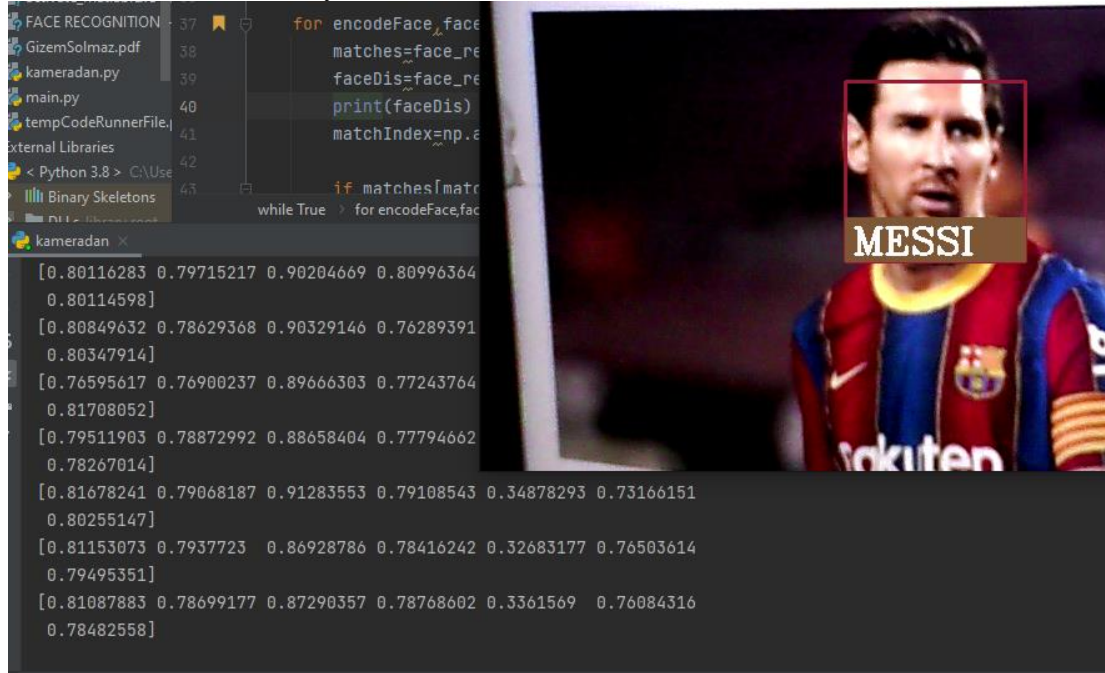 FACE RECOGNITION
GizemSolmaz.pdf
kameradan.py
main.py
tempCodeRunnerFile.
External Libraries
< Python 3.8 > C:\Use
Binary Skeletons
37 for encodeFace,face
38 matches=face_re
39 faceDis=face_re
40 print(faceDis)
41 matchIndex=np.a
42
43 if matches[matc
while True > for encodeFace,fac
MESSI
rakuten
kameradan ×
[0.80116283 0.79715217 0.90204669 0.80996364
0.80114598]
[0.80849632 0.78629368 0.90329146 0.76289391
0.80347914]
[0.76595617 0.76900237 0.89666303 0.77243764
0.81708052]
[0.79511903 0.78872992 0.88658404 0.77794662
0.78267014]
[0.81678241 0.79068187 0.91283553 0.79108543 0.34878293 0.73166151
0.80255147]
[0.81153073 0.7937723 0.86928786 0.78416242 0.32683177 0.76503614
0.79495351]
[0.81087883 0.78699177 0.87290357 0.78768602 0.3361569 0.76084316
0.78482558]